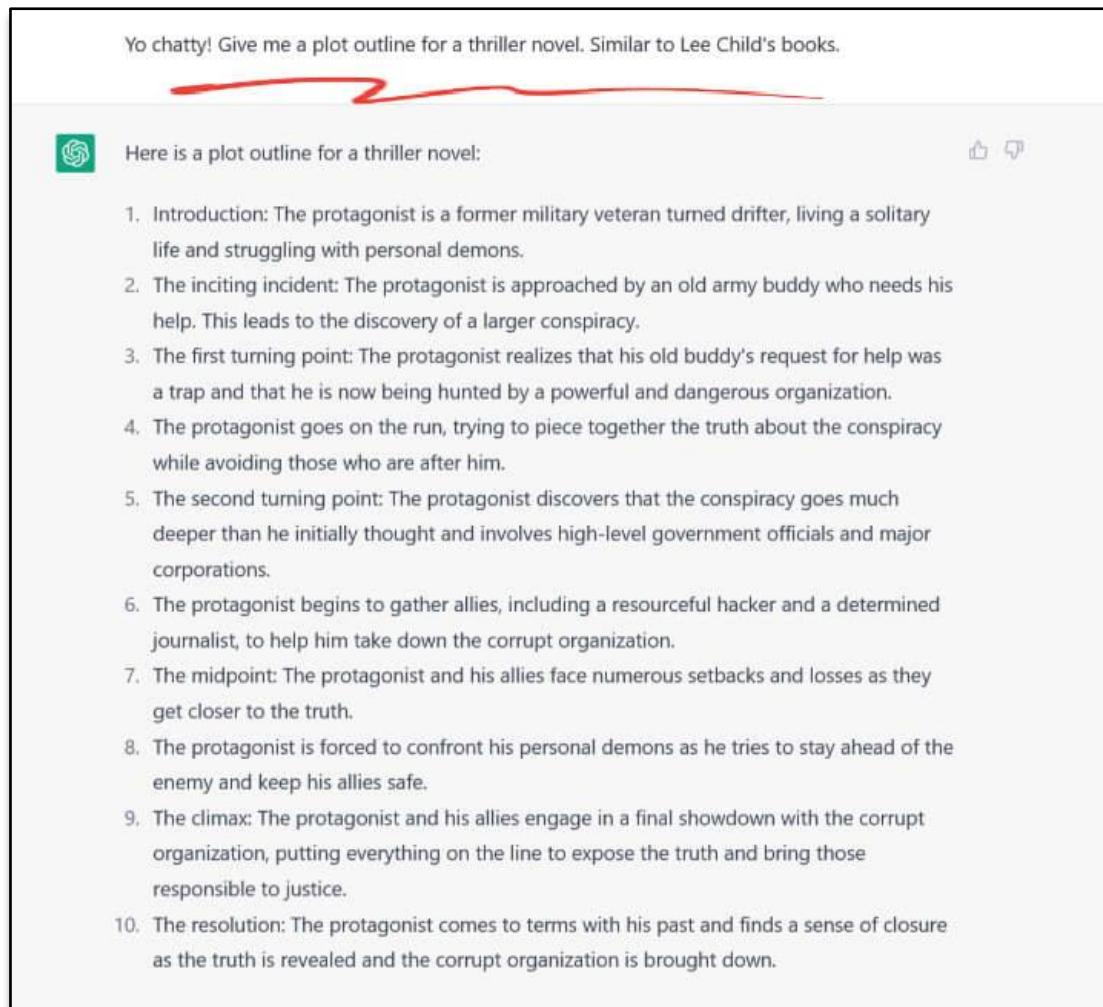 Yo chatty! Give me a plot outline for a thriller novel. Similar to Lee Child's books.
Here is a plot outline for a thriller novel:
1. Introduction: The protagonist is a former military veteran turned drifter, living a solitary
life and struggling with personal demons.
2. The inciting incident: The protagonist is approached by an old army buddy who needs his
help. This leads to the discovery of a larger conspiracy.
3. The first turning point: The protagonist realizes that his old buddy's request for help was
a trap and that he is now being hunted by a powerful and dangerous organization.
4. The protagonist goes on the run, trying to piece together the truth about the conspiracy
while avoiding those who are after him.
5. The second turning point: The protagonist discovers that the conspiracy goes much
deeper than he initially thought and involves high-level government officials and major
corporations.
6. The protagonist begins to gather allies, including a resourceful hacker and a determined
journalist, to help him take down the corrupt organization.
7. The midpoint: The protagonist and his allies face numerous setbacks and losses as they
get closer to the truth.
8. The protagonist is forced to confront his personal demons as he tries to stay ahead of the
enemy and keep his allies safe.
9. The climax: The protagonist and his allies engage in a final showdown with the corrupt
organization, putting everything on the line to expose the truth and bring those
responsible to justice.
10. The resolution: The protagonist comes to terms with his past and finds a sense of closure
as the truth is revealed and the corrupt organization is brought down.